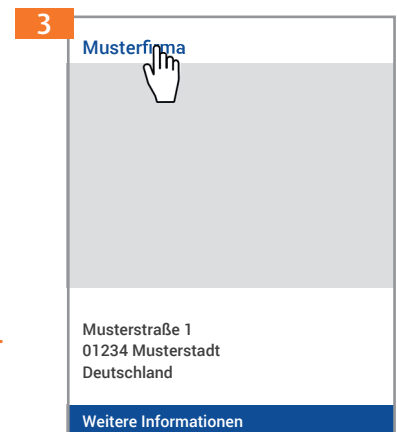 3
Musterfirma
Musterstraße 1
01234 Musterstadt
Deutschland
Weitere Informationen